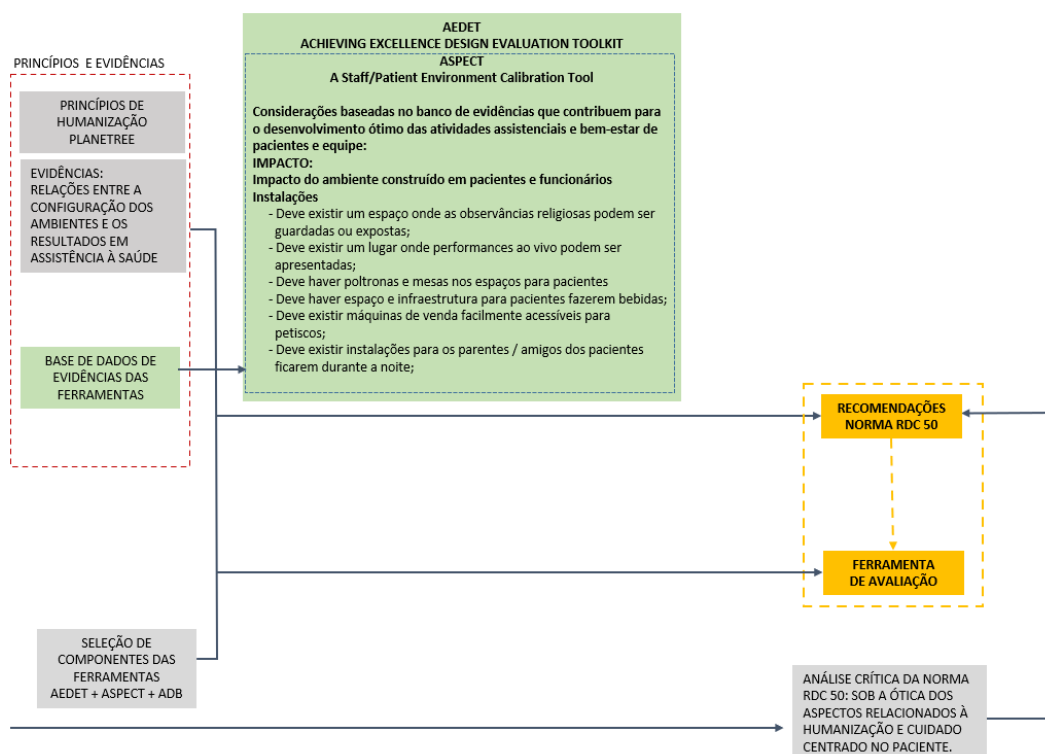 AEDET
ACHIEVING EXCELLENCE DESIGN EVALUATION TOOLKIT
ASPECT
A Staff/Patient Environment Calibration Tool
Considerações baseadas no banco de evidências que contribuem para
o desenvolvimento ótimo das atividades assistenciais e bem-estar de
pacientes e equipe:
IMPACTO:
Impacto do ambiente construído em pacientes e funcionários
Instalações
- Deve existir um espaço onde as observâncias religiosas podem ser
guardadas ou expostas;
- Deve existir um lugar onde performances ao vivo podem ser
apresentadas;
- Deve haver poltronas e mesas nos espaços para pacientes
- Deve haver espaço e infraestrutura para pacientes fazerem bebidas;
- Deve existir máquinas de venda facilmente acessíveis para
petiscos;
- Deve existir instalações para os parentes / amigos dos pacientes
ficarem durante a noite;
PRINCÍPIOS E EVIDÊNCIAS
PRINCÍPIOS DE
HUMANIZAÇÃO
PLANETREE
EVIDÊNCIAS:
RELAÇÕES ENTRE A
CONFIGURAÇÃO DOS
AMBIENTES E OS
RESULTADOS EM
ASSISTÊNCIA À SAÚDE
BASE DE DADOS DE
EVIDÊNCIAS DAS
FERRAMENTAS
RECOMENDAÇÕES
NORMA RDC 50
FERRAMENTA
DE AVALIAÇÃO
SELEÇÃO DE
COMPONENTES DAS
FERRAMENTAS
AEDET + ASPECT + ADB
ANÁLISE CRÍTICA DA NORMA
RDC 50: SOB A ÓTICA DOS
ASPECTOS RELACIONADOS À
HUMANIZAÇÃO E CUIDADO
CENTRADO NO PACIENTE.